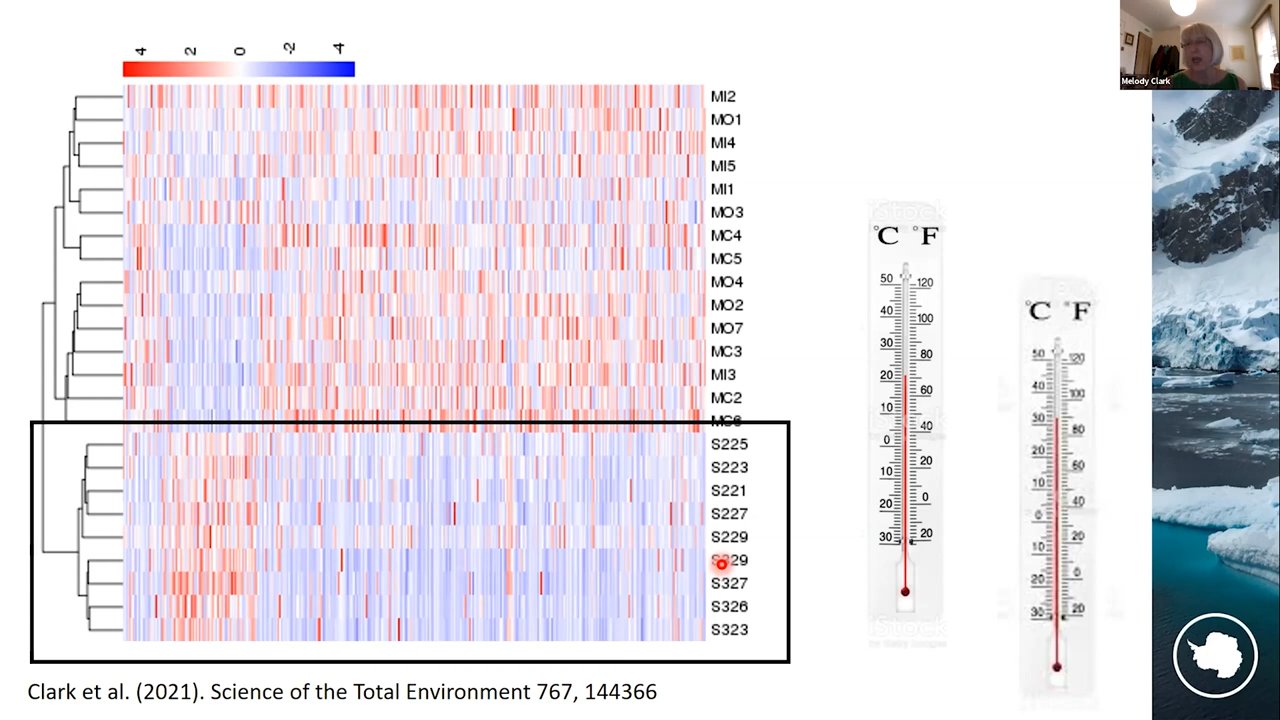 Melody Clark
4 2 0 -2 -4
MI2
MO1
MI4
MI5
MI1
MO3
MC4
MC5
MO4
MO2
MO7
MC3
MI3
MC2
MC6
S225
S223
S221
S227
S229
S329
S327
S326
S323
iStock
°C °F
50 120
40 100
30 80
20 60
10 40
0 20
10 0
20 20
30
iStock
°C °F
50 120
40 100
30 80
20 60
10 40
0 20
10 0
20 20
30
Clark et al. (2021). Science of the Total Environment 767, 144366